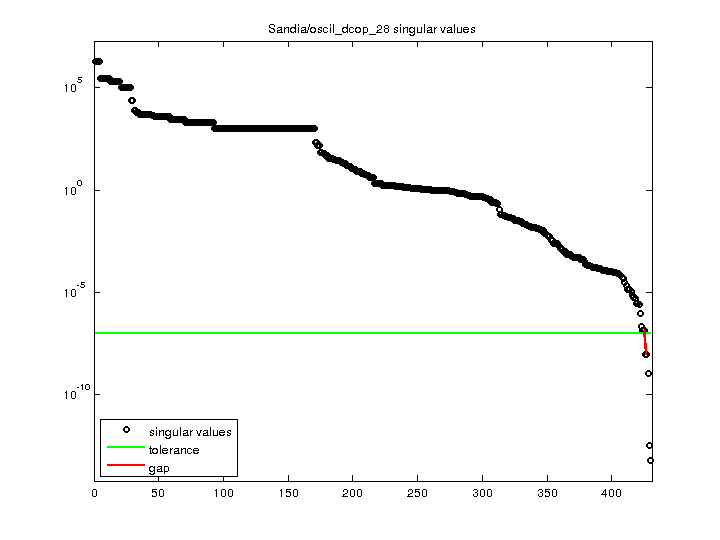 Sandia/oscil_dcop_28 singular values
10^5
10^0
10^-5
10^-10
singular values
tolerance
gap
0 50 100 150 200 250 300 350 400